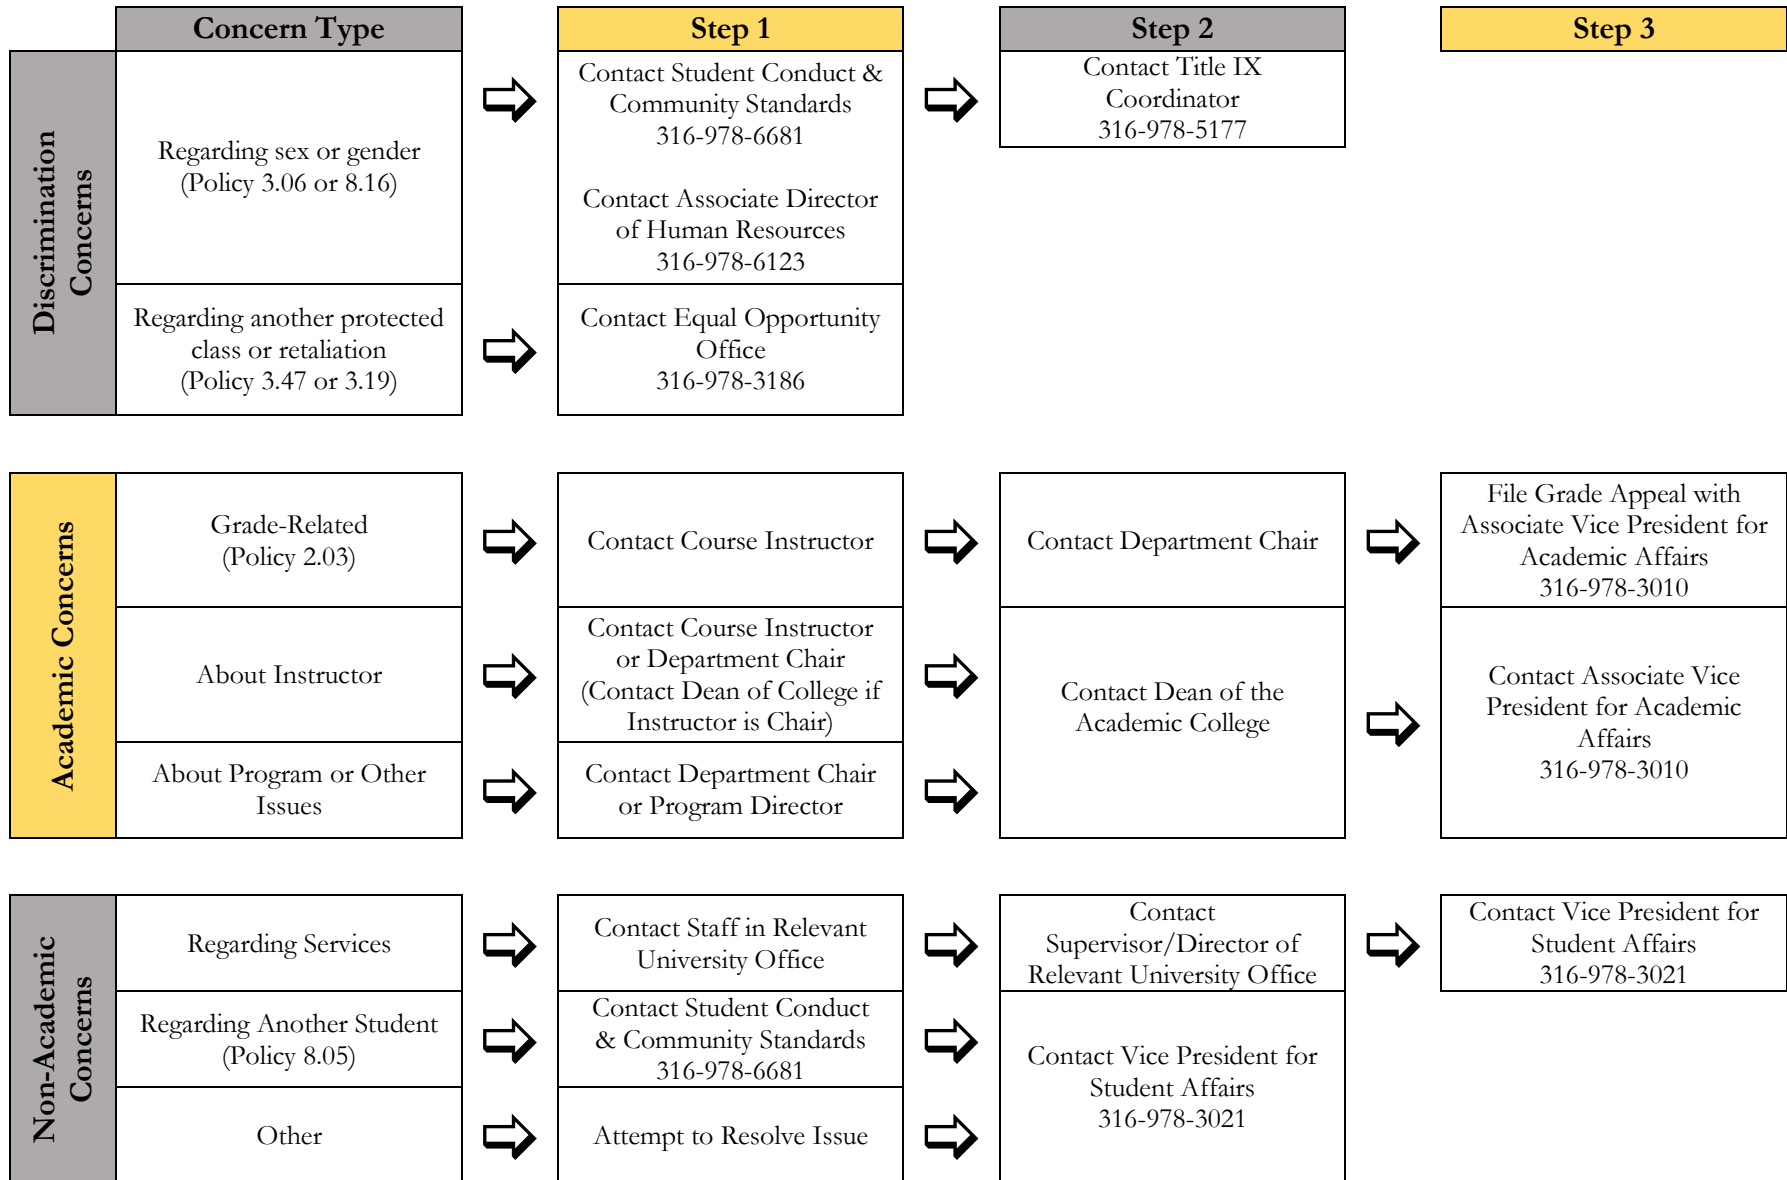 Concern Type
Step 1
Step 2
Step 3
Discrimination
Concerns
Regarding sex or gender
(Policy 3.06 or 8.16)
Contact Student Conduct &
Community Standards
316-978-6681
Contact Associate Director
of Human Resources
316-978-6123
Contact Title IX
Coordinator
316-978-5177
Regarding another protected
class or retaliation
(Policy 3.47 or 3.19)
Contact Equal Opportunity
Office
316-978-3186
Academic Concerns
Grade-Related
(Policy 2.03)
Contact Course Instructor
Contact Department Chair
File Grade Appeal with
Associate Vice President for
Academic Affairs
316-978-3010
About Instructor
Contact Course Instructor
or Department Chair
(Contact Dean of College if
Instructor is Chair)
Contact Dean of the
Academic College
Contact Associate Vice
President for Academic
Affairs
316-978-3010
About Program or Other
Issues
Contact Department Chair
or Program Director
Non-Academic
Concerns
Regarding Services
Contact Staff in Relevant
University Office
Contact
Supervisor/Director of
Relevant University Office
Contact Vice President for
Student Affairs
316-978-3021
Regarding Another Student
(Policy 8.05)
Contact Student Conduct
& Community Standards
316-978-6681
Contact Vice President for
Student Affairs
316-978-3021
Other
Attempt to Resolve Issue